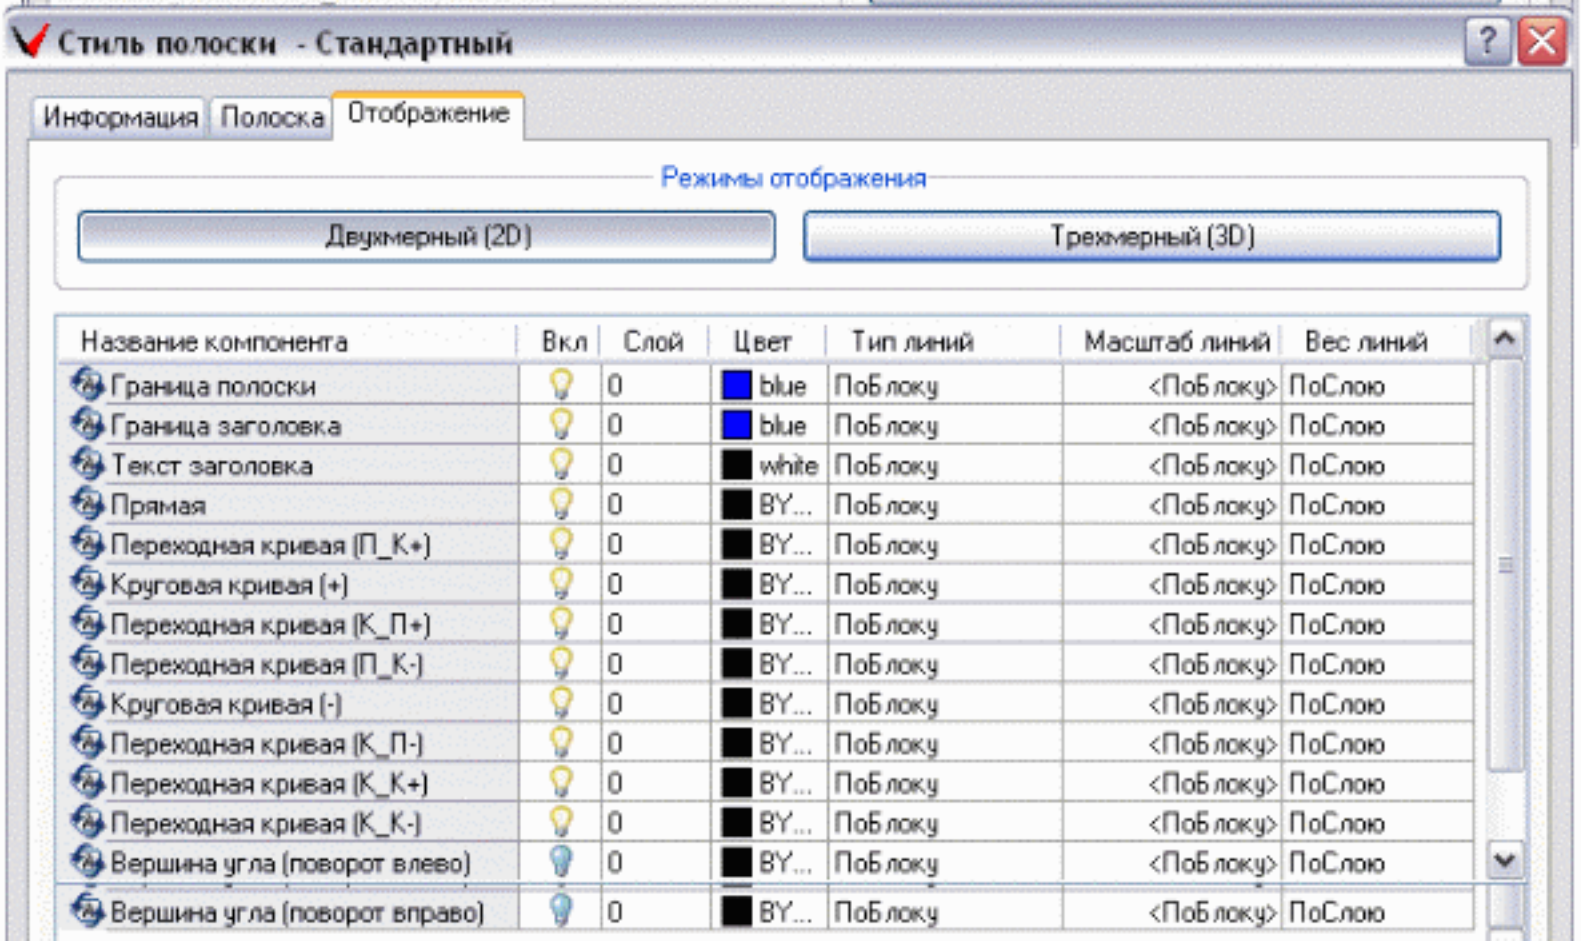 Стиль полоски - Стандартный ?
Информация Полоска Отображение
Режимы отображения
Двухмерный (2D) Трехмерный (3D)
Название компонента Вкл Слой Цвет Тип линий Масштаб линий Вес линий
Граница полоски 0 blue ПоБлоку <ПоБлоку> ПоСлою
Граница заголовка 0 blue ПоБлоку <ПоБлоку> ПоСлою
Текст заголовка 0 white ПоБлоку <ПоБлоку> ПоСлою
Прямая 0 BY... ПоБлоку <ПоБлоку> ПоСлою
Переходная кривая (П_К+) 0 BY... ПоБлоку <ПоБлоку> ПоСлою
Круговая кривая (+) 0 BY... ПоБлоку <ПоБлоку> ПоСлою
Переходная кривая (К_П+) 0 BY... ПоБлоку <ПоБлоку> ПоСлою
Переходная кривая (П_К-) 0 BY... ПоБлоку <ПоБлоку> ПоСлою
Круговая кривая (-) 0 BY... ПоБлоку <ПоБлоку> ПоСлою
Переходная кривая (К_П-) 0 BY... ПоБлоку <ПоБлоку> ПоСлою
Переходная кривая (К_К+) 0 BY... ПоБлоку <ПоБлоку> ПоСлою
Переходная кривая (К_К-) 0 BY... ПоБлоку <ПоБлоку> ПоСлою
Вершина угла (поворот влево) 0 BY... ПоБлоку <ПоБлоку> ПоСлою
Вершина угла (поворот вправо) 0 BY... ПоБлоку <ПоБлоку> ПоСлою